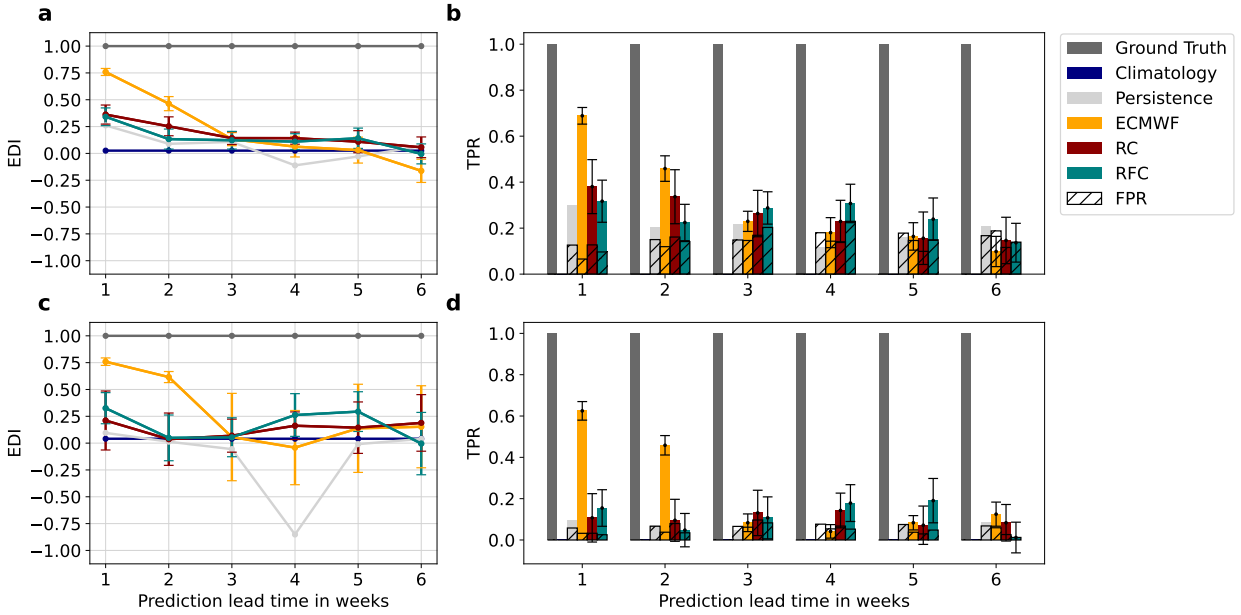 a
EDI
1.00
0.75
0.50
0.25
0.00
−0.25
−0.50
−0.75
−1.00
1 2 3 4 5 6
b
TPR
1.0
0.8
0.6
0.4
0.2
0.0
1 2 3 4 5 6
Ground Truth
Climatology
Persistence
ECMWF
RC
RFC
FPR
c
EDI
1.00
0.75
0.50
0.25
0.00
−0.25
−0.50
−0.75
−1.00
1 2 3 4 5 6
Prediction lead time in weeks
d
TPR
1.0
0.8
0.6
0.4
0.2
0.0
1 2 3 4 5 6
Prediction lead time in weeks